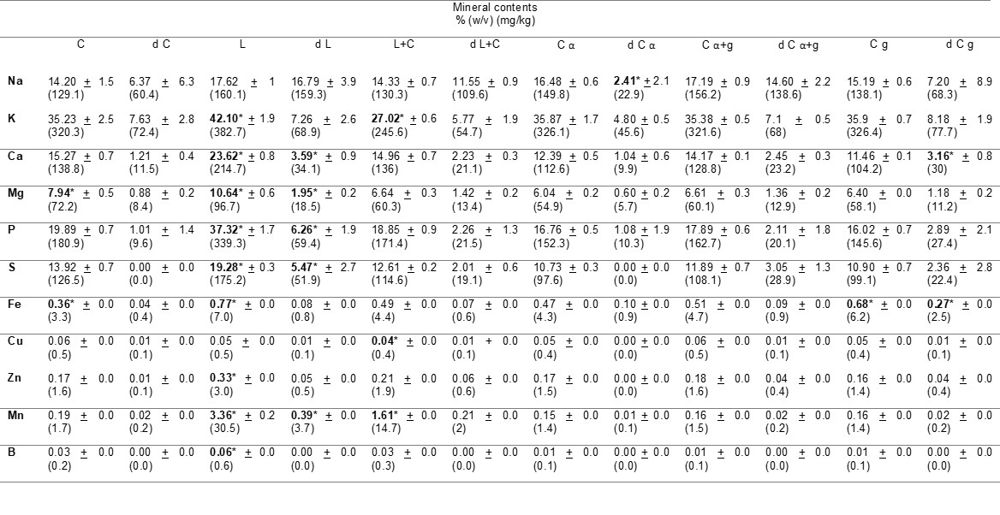 Mineral contents
% (w/v) (mg/kg)
C d C L d L L+C d L+C C α d C α C α+g d C α+g C g d C g
Na 14.20 ± 1.5 6.37 ± 6.3 17.62 ± 1 16.79 ± 3.9 14.33 ± 0.7 11.55 ± 0.9 16.48 ± 0.6 2.41* ± 2.1 17.19 ± 0.9 14.60 ± 2.2 15.19 ± 0.6 7.20 ± 8.9
(129.1) (60.4) (160.1) (159.3) (130.3) (109.6) (149.8) (22.9) (156.2) (138.6) (138.1) (68.3)
K 35.23 ± 2.5 7.63 ± 2.8 42.10* ± 1.9 7.26 ± 2.6 27.02* ± 0.6 5.77 ± 1.9 35.87 ± 1.7 4.80 ± 0.5 35.38 ± 0.5 7.1 ± 0.5 35.9 ± 0.7 8.18 ± 1.9
(320.3) (72.4) (382.7) (68.9) (245.6) (54.7) (326.1) (45.6) (321.6) (68) (326.4) (77.7)
Ca 15.27 ± 0.7 1.21 ± 0.4 23.62* ± 0.8 3.59* ± 0.9 14.96 ± 0.7 2.23 ± 0.3 12.39 ± 0.5 1.04 ± 0.6 14.17 ± 0.1 2.45 ± 0.3 11.46 ± 0.1 3.16* ± 0.8
(138.8) (11.5) (214.7) (34.1) (136) (21.1) (112.6) (9.9) (128.8) (23.2) (104.2) (30)
Mg 7.94* ± 0.5 0.88 ± 0.2 10.64* ± 0.6 1.95* ± 0.2 6.64 ± 0.3 1.42 ± 0.2 6.04 ± 0.2 0.60 ± 0.2 6.61 ± 0.3 1.36 ± 0.2 6.40 ± 0.0 1.18 ± 0.2
(72.2) (8.4) (96.7) (18.5) (60.3) (13.4) (54.9) (5.7) (60.1) (12.9) (58.1) (11.2)
P 19.89 ± 0.7 1.01 ± 1.4 37.32* ± 1.7 6.26* ± 1.9 18.85 ± 0.9 2.26 ± 1.3 16.76 ± 0.5 1.08 ± 1.9 17.89 ± 0.6 2.11 ± 1.8 16.02 ± 0.7 2.89 ± 2.1
(180.9) (9.6) (339.3) (59.4) (171.4) (21.5) (152.3) (10.3) (162.7) (20.1) (145.6) (27.4)
S 13.92 ± 0.7 0.00 ± 0.0 19.28* ± 0.3 5.47* ± 2.7 12.61 ± 0.2 2.01 ± 0.6 10.73 ± 0.3 0.00 ± 0.0 11.89 ± 0.7 3.05 ± 1.3 10.90 ± 0.7 2.36 ± 2.8
(126.5) (0.0) (175.2) (51.9) (114.6) (19.1) (97.6) (0.0) (108.1) (28.9) (99.1) (22.4)
Fe 0.36* ± 0.0 0.04 ± 0.0 0.77* ± 0.0 0.08 ± 0.0 0.49 ± 0.0 0.07 ± 0.0 0.47 ± 0.0 0.10 ± 0.0 0.51 ± 0.0 0.09 ± 0.0 0.68* ± 0.0 0.27* ± 0.0
(3.3) (0.4) (7.0) (0.8) (4.4) (0.6) (4.3) (0.9) (4.7) (0.9) (6.2) (2.5)
Cu 0.06 ± 0.0 0.01 ± 0.0 0.05 ± 0.0 0.01 ± 0.0 0.04* ± 0.0 0.01 + 0.0 0.05 ± 0.0 0.00 ± 0.0 0.06 ± 0.0 0.01 ± 0.0 0.05 ± 0.0 0.01 ± 0.0
(0.5) (0.1) (0.5) (0.1) (0.4) (0.1) (0.4) (0.0) (0.5) (0.1) (0.4) (0.1)
Zn 0.17 ± 0.0 0.01 ± 0.0 0.33* ± 0.0 0.05 ± 0.0 0.21 ± 0.0 0.06 ± 0.0 0.17 ± 0.0 0.00 ± 0.0 0.18 ± 0.0 0.04 ± 0.0 0.16 ± 0.0 0.04 ± 0.0
(1.6) (0.1) (3.0) (0.5) (1.9) (0.6) (1.5) (0.0) (1.6) (0.4) (1.4) (0.4)
Mn 0.19 ± 0.0 0.02 ± 0.0 3.36* ± 0.2 0.39* ± 0.0 1.61* ± 0.0 0.21 ± 0.0 0.15 ± 0.0 0.01 ± 0.0 0.16 ± 0.0 0.02 ± 0.0 0.16 ± 0.0 0.02 ± 0.0
(1.7) (0.2) (30.5) (3.7) (14.7) (2) (1.4) (0.1) (1.5) (0.2) (1.4) (0.2)
B 0.03 ± 0.0 0.00 ± 0.0 0.06* ± 0.0 0.00 ± 0.0 0.03 ± 0.0 0.00 ± 0.0 0.01 ± 0.0 0.00 ± 0.0 0.01 ± 0.0 0.00 ± 0.0 0.01 ± 0.0 0.00 ± 0.0
(0.2) (0.0) (0.6) (0.0) (0.3) (0.0) (0.1) (0.0) (0.1) (0.0) (0.1) (0.0)